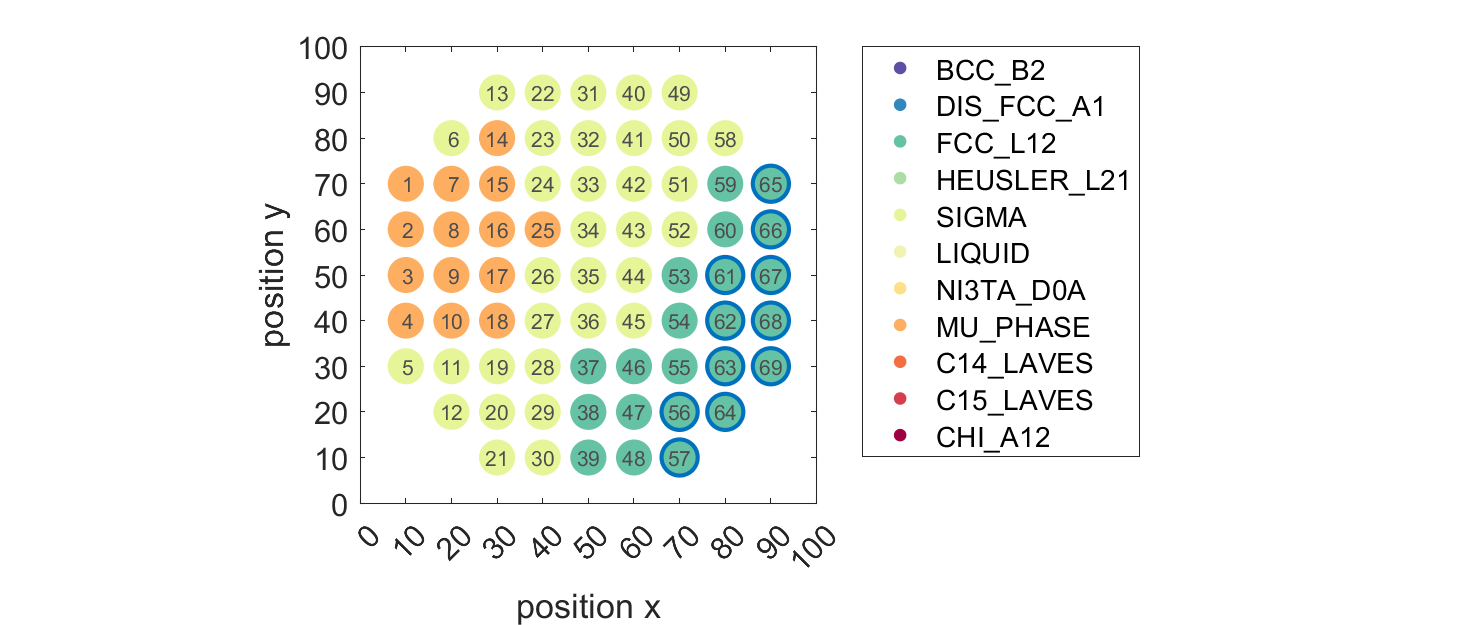 100
90
80
70
60
50
40
30
20
10
0
position y
13 22 31 40 49
6 14 23 32 41 50 58
1 7 15 24 33 42 51 59 65
2 8 16 25 34 43 52 60 66
3 9 17 26 35 44 53 61 67
4 10 18 27 36 45 54 62 68
5 11 19 28 37 46 55 63 69
12 20 29 38 47 56 64
21 30 39 48 57
0 10 20 30 40 50 60 70 80 90 100
position x
BCC_B2
DIS_FCC_A1
FCC_L12
HEUSLER_L21
SIGMA
LIQUID
NI3TA_D0A
MU_PHASE
C14_LAVES
C15_LAVES
CHI_A12